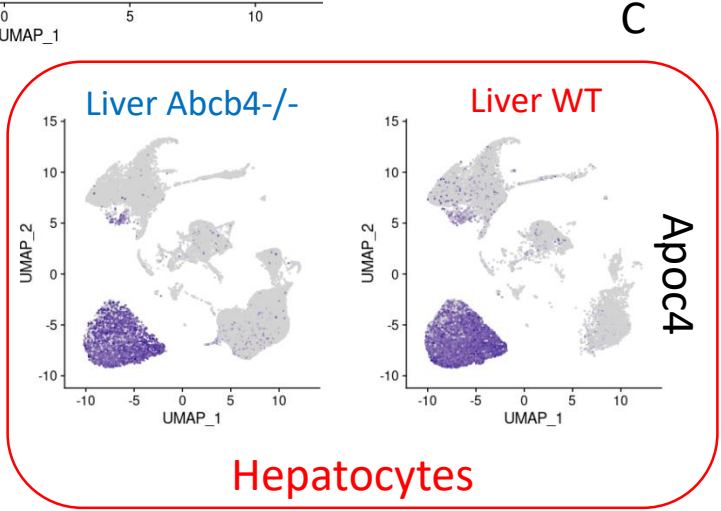 0 5 10
UMAP_1
C
Liver Abcb4-/- Liver WT
15 15
10 10
5 5
0 0
-5 -5
-10 -10
UMAP_2 UMAP_2
Apoc4
-10 -5 0 5 10 -10 -5 0 5 10
UMAP_1 UMAP_1
Hepatocytes